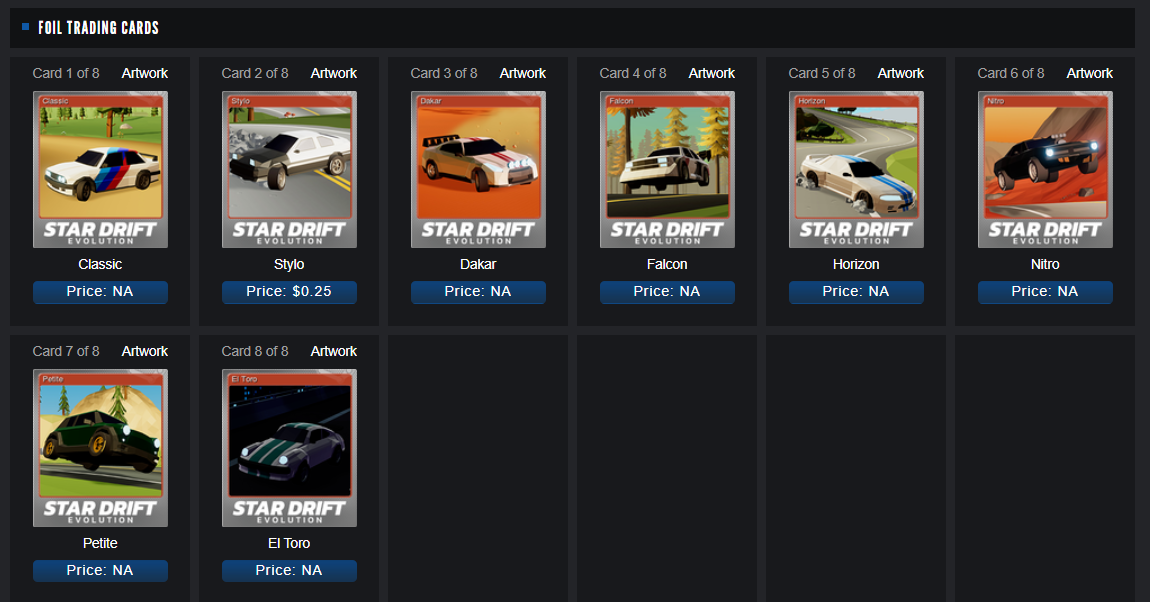 FOIL TRADING CARDS
Card 1 of 8 Artwork
Classic
STAR DRIFT
EVOLUTION
Classic
Price: NA
Card 2 of 8 Artwork
Stylo
STAR DRIFT
EVOLUTION
Stylo
Price: $0.25
Card 3 of 8 Artwork
Dakar
STAR DRIFT
EVOLUTION
Dakar
Price: NA
Card 4 of 8 Artwork
Falcon
STAR DRIFT
EVOLUTION
Falcon
Price: NA
Card 5 of 8 Artwork
Horizon
STAR DRIFT
EVOLUTION
Horizon
Price: NA
Card 6 of 8 Artwork
Nitro
STAR DRIFT
EVOLUTION
Nitro
Price: NA
Card 7 of 8 Artwork
Petite
STAR DRIFT
EVOLUTION
Petite
Price: NA
Card 8 of 8 Artwork
El Toro
STAR DRIFT
EVOLUTION
El Toro
Price: NA